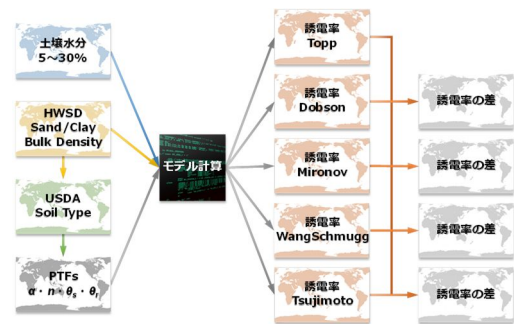 土壌水分
5～30%
HWSD
Sand/Clay
Bulk Density
USDA
Soil Type
PTFs
α・n・θs・θr
モデル計算
誘電率
Topp
誘電率
Dobson
誘電率
Mironov
誘電率
WangSchmugg
誘電率
Tsujimoto
誘電率の差
誘電率の差
誘電率の差
誘電率の差